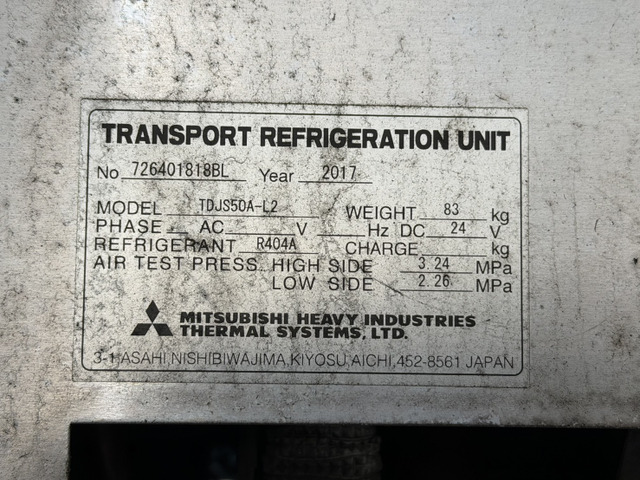 TRANSPORT REFRIGERATION UNIT
No 726401818BL Year 2017
MODEL TDJS50A-L2 WEIGHT 83 kg
PHASE AC V Hz DC 24 V
REFRIGERANT R404A CHARGE kg
AIR TEST PRESS. HIGH SIDE 3.24 MPa
LOW SIDE 2.26 MPa
MITSUBISHI HEAVY INDUSTRIES
THERMAL SYSTEMS, LTD.
3-1,ASAHI,NISHIBIWAJIMA,KIYOSU,AICHI,452-8561 JAPAN